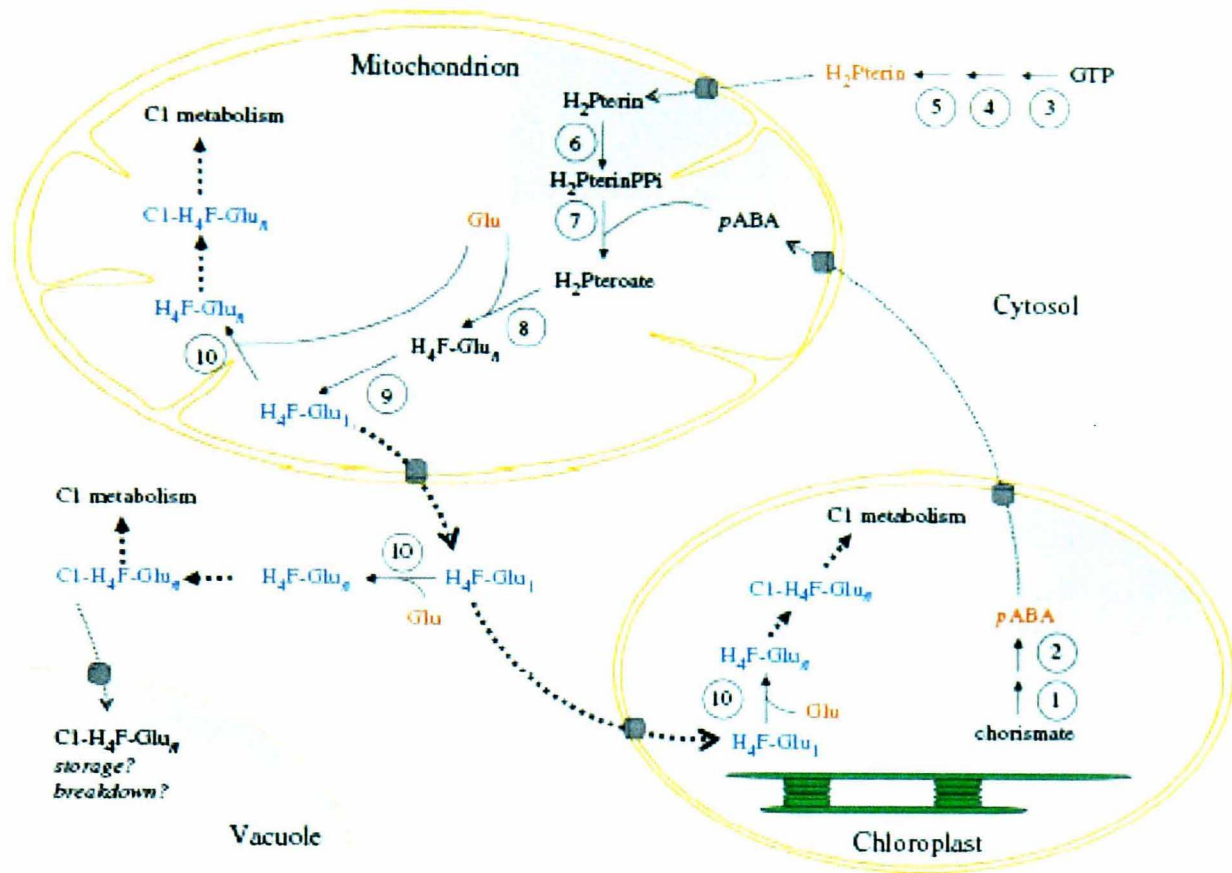 Mitochondrion
C1 metabolism
C1-H₄F-Gluₙ
H₄F-Gluₙ
10
Glu
H₂Pterin
GTP
5
4
3
H₂Pterin
6
H₂PterinPPi
7
pABA
H₂Pteroate
8
H₄F-Gluₙ
9
H₄F-Glu₁
Cytosol
C1 metabolism
C1-H₄F-Gluₙ
H₄F-Gluₙ
10
H₄F-Glu₁
Glu
C1-H₄F-Gluₙ
storage?
breakdown?
Vacuole
C1 metabolism
C1-H₄F-Gluₙ
H₄F-Gluₙ
10
Glu
H₄F-Glu₁
pABA
2
1
chorismate
Chloroplast